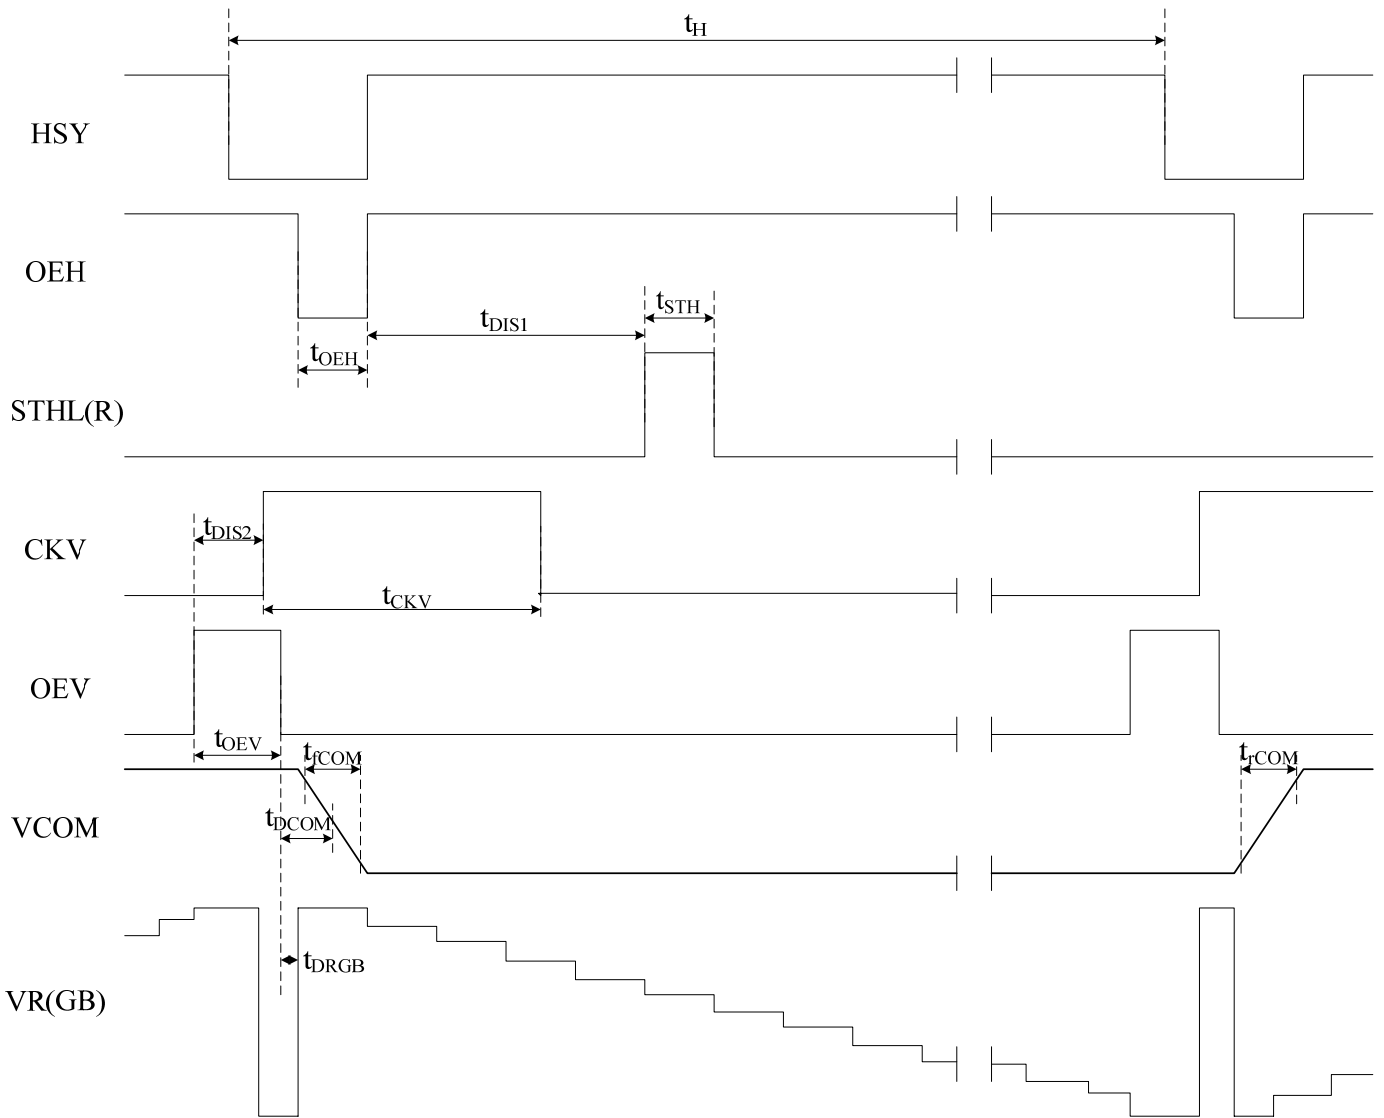 tH
HSY
OEH
tSTH
tDIS1
tOEH
STHL(R)
tDIS2
CKV
tCKV
OEV
tOEV
tfCOM
trCOM
tDCOM
VCOM
tDRGB
VR(GB)